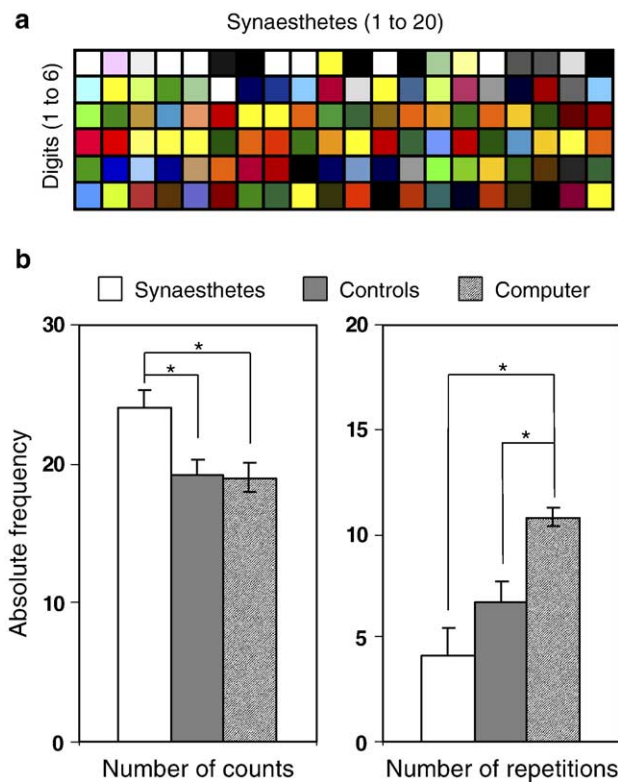 a
Synaesthetes (1 to 20)
Digits (1 to 6)
b
Synaesthetes Controls Computer
Absolute frequency
30
20
10
0
*
*
Number of counts
20
15
10
5
0
*
*
Number of repetitions